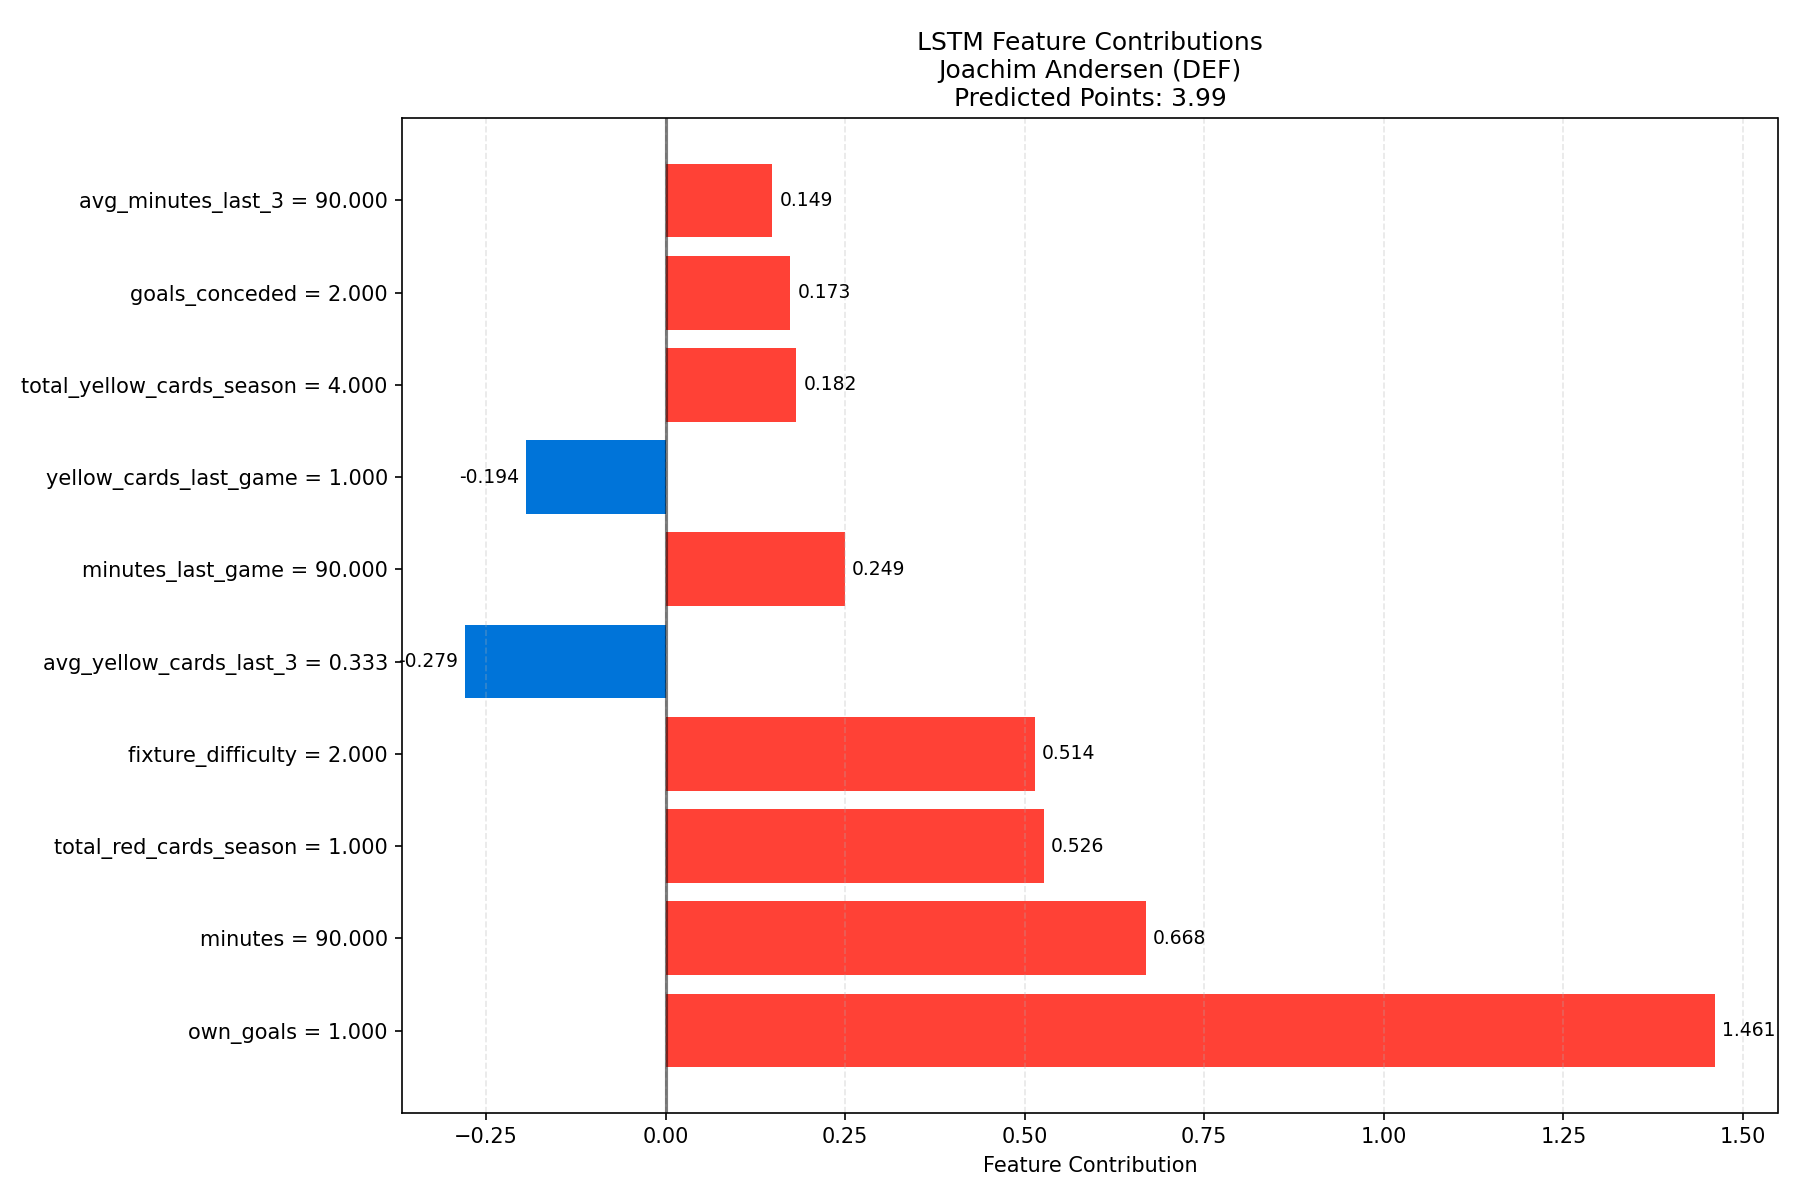 LSTM Feature Contributions
Joachim Andersen (DEF)
Predicted Points: 3.99
avg_minutes_last_3 = 90.000
0.149
goals_conceded = 2.000
0.173
total_yellow_cards_season = 4.000
0.182
yellow_cards_last_game = 1.000
-0.194
minutes_last_game = 90.000
0.249
avg_yellow_cards_last_3 = 0.333
-0.279
fixture_difficulty = 2.000
0.514
total_red_cards_season = 1.000
0.526
minutes = 90.000
0.668
own_goals = 1.000
1.461
−0.25 0.00 0.25 0.50 0.75 1.00 1.25 1.50
Feature Contribution